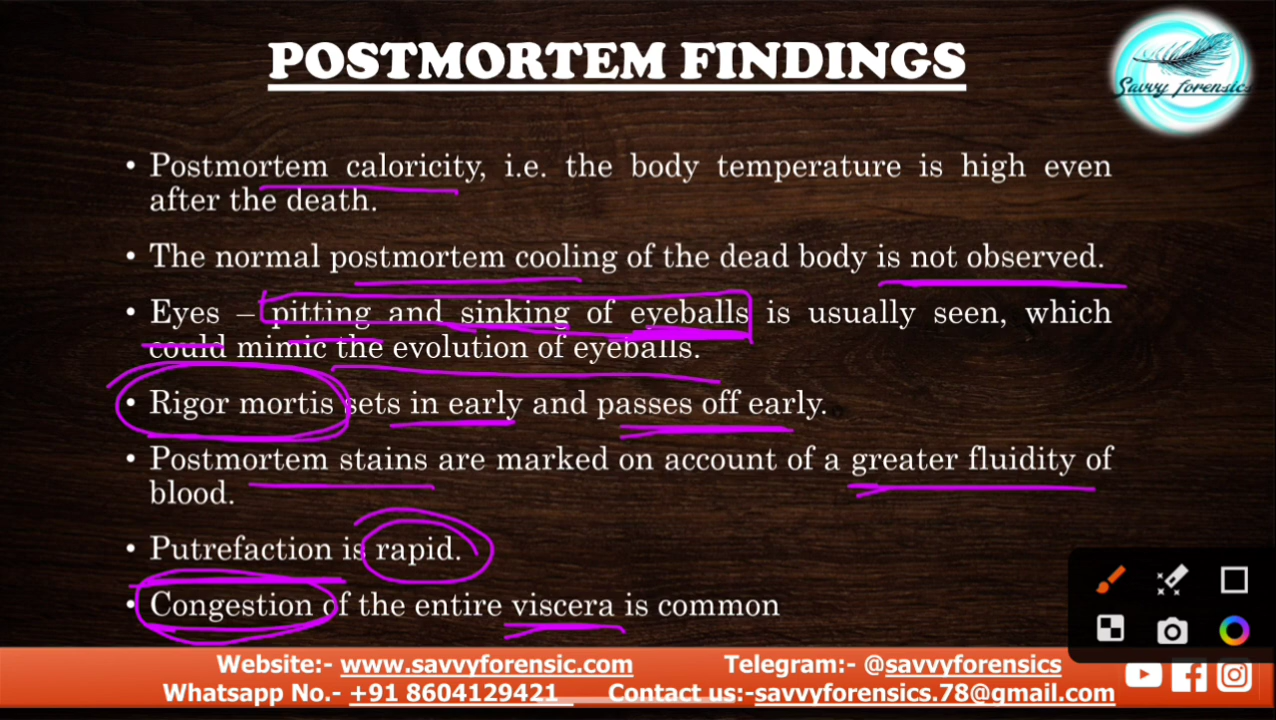 POSTMORTEM FINDINGS
Savvy forensics
• Postmortem caloricity, i.e. the body temperature is high even
after the death.
• The normal postmortem cooling of the dead body is not observed.
• Eyes – pitting and sinking of eyeballs is usually seen, which
could mimic the evolution of eyeballs.
• Rigor mortis sets in early and passes off early.
• Postmortem stains are marked on account of a greater fluidity of
blood.
• Putrefaction is rapid.
• Congestion of the entire viscera is common
Website:- www.savvyforensic.com Telegram:- @savvyforensics
Whatsapp No.- +91 8604129421 Contact us:-savvyforensics.78@gmail.com